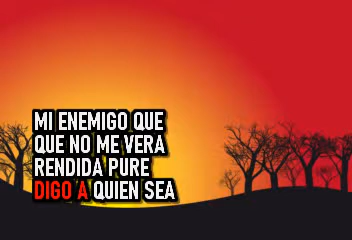 MI ENEMIGO QUE
QUE NO ME VERA
RENDIDA PURE
DIGO A QUIEN SEA